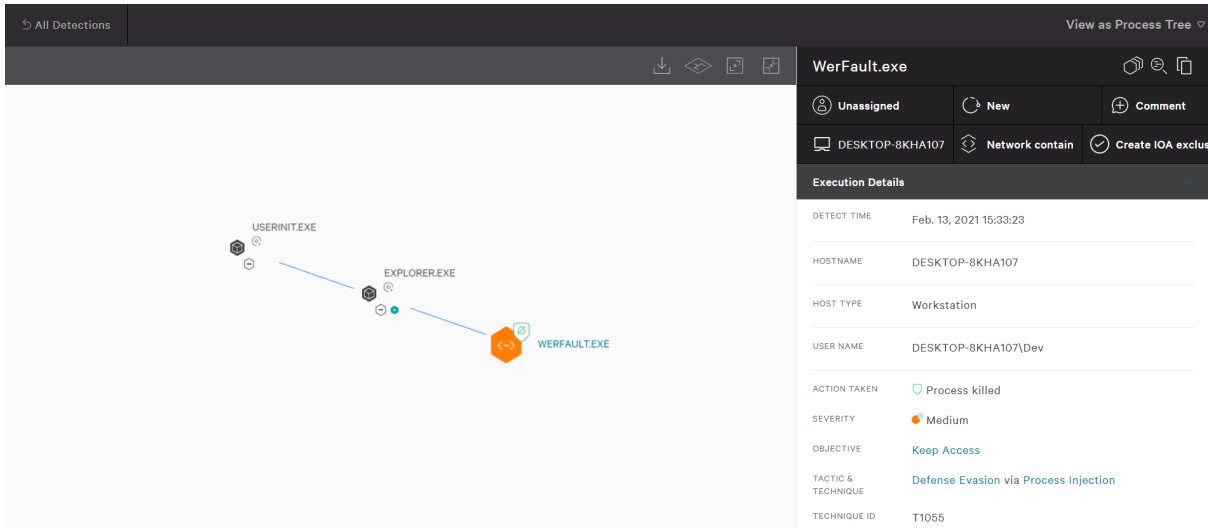 All Detections
View as Process Tree
WerFault.exe
Unassigned
New
Comment
DESKTOP-8KHA107
Network contain
Create IOA exclus
Execution Details
DETECT TIME
Feb. 13, 2021 15:33:23
HOSTNAME
DESKTOP-8KHA107
HOST TYPE
Workstation
USER NAME
DESKTOP-8KHA107\Dev
ACTION TAKEN
Process killed
SEVERITY
Medium
OBJECTIVE
Keep Access
TACTIC &
TECHNIQUE
Defense Evasion via Process Injection
TECHNIQUE ID
T1055
USERINIT.EXE
EXPLORER.EXE
WERFAULT.EXE